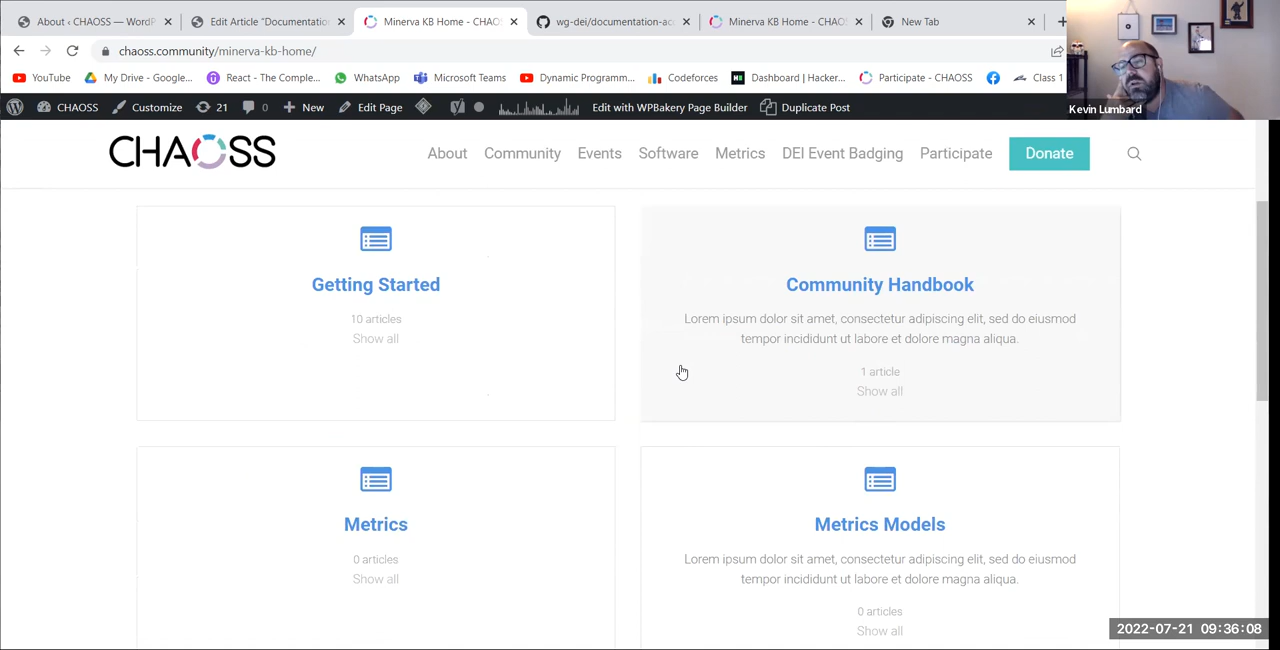 About ‹ CHAOSS — WordP
Edit Article "Documentation
Minerva KB Home - CHAOS
wg-dei/documentation-acc
Minerva KB Home - CHAOS
New Tab
chaoss.community/minerva-kb-home/
YouTube
My Drive - Google...
React - The Comple...
WhatsApp
Microsoft Teams
Dynamic Programm...
Codeforces
Dashboard | Hacker...
Participate - CHAOSS
Class 1
Kevin Lumbard
CHAOSS
Customize
21
0
New
Edit Page
Edit with WPBakery Page Builder
Duplicate Post
CHAOSS
About
Community
Events
Software
Metrics
DEI Event Badging
Participate
Donate
Getting Started
10 articles
Show all
Community Handbook
Lorem ipsum dolor sit amet, consectetur adipiscing elit, sed do eiusmod
tempor incididunt ut labore et dolore magna aliqua.
1 article
Show all
Metrics
0 articles
Show all
Metrics Models
Lorem ipsum dolor sit amet, consectetur adipiscing elit, sed do eiusmod
tempor incididunt ut labore et dolore magna aliqua.
0 articles
Show all
2022-07-21 09:36:08